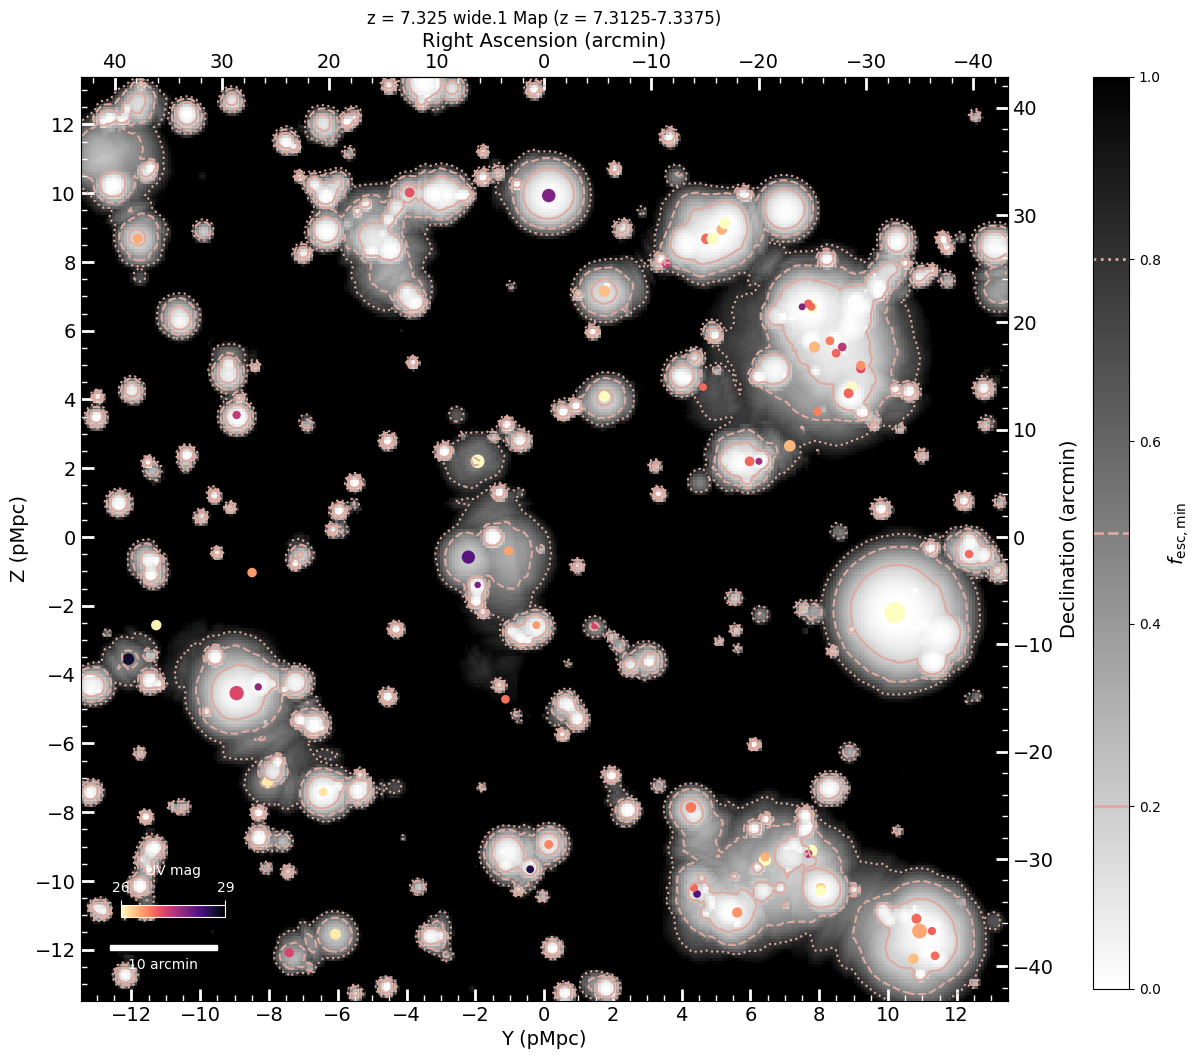 z = 7.325 wide.1 Map (z = 7.3125-7.3375)
Right Ascension (arcmin)
40 30 20 10 0 −10 −20 −30 −40
12
10
8
6
4
2
0
−2
−4
−6
−8
−10
−12
Z (pMpc)
40
30
20
10
0
−10
−20
−30
−40
Declination (arcmin)
1.0
0.8
0.6
0.4
0.2
0.0
fesc,min
UV mag
26 29
10 arcmin
−12 −10 −8 −6 −4 −2 0 2 4 6 8 10 12
Y (pMpc)